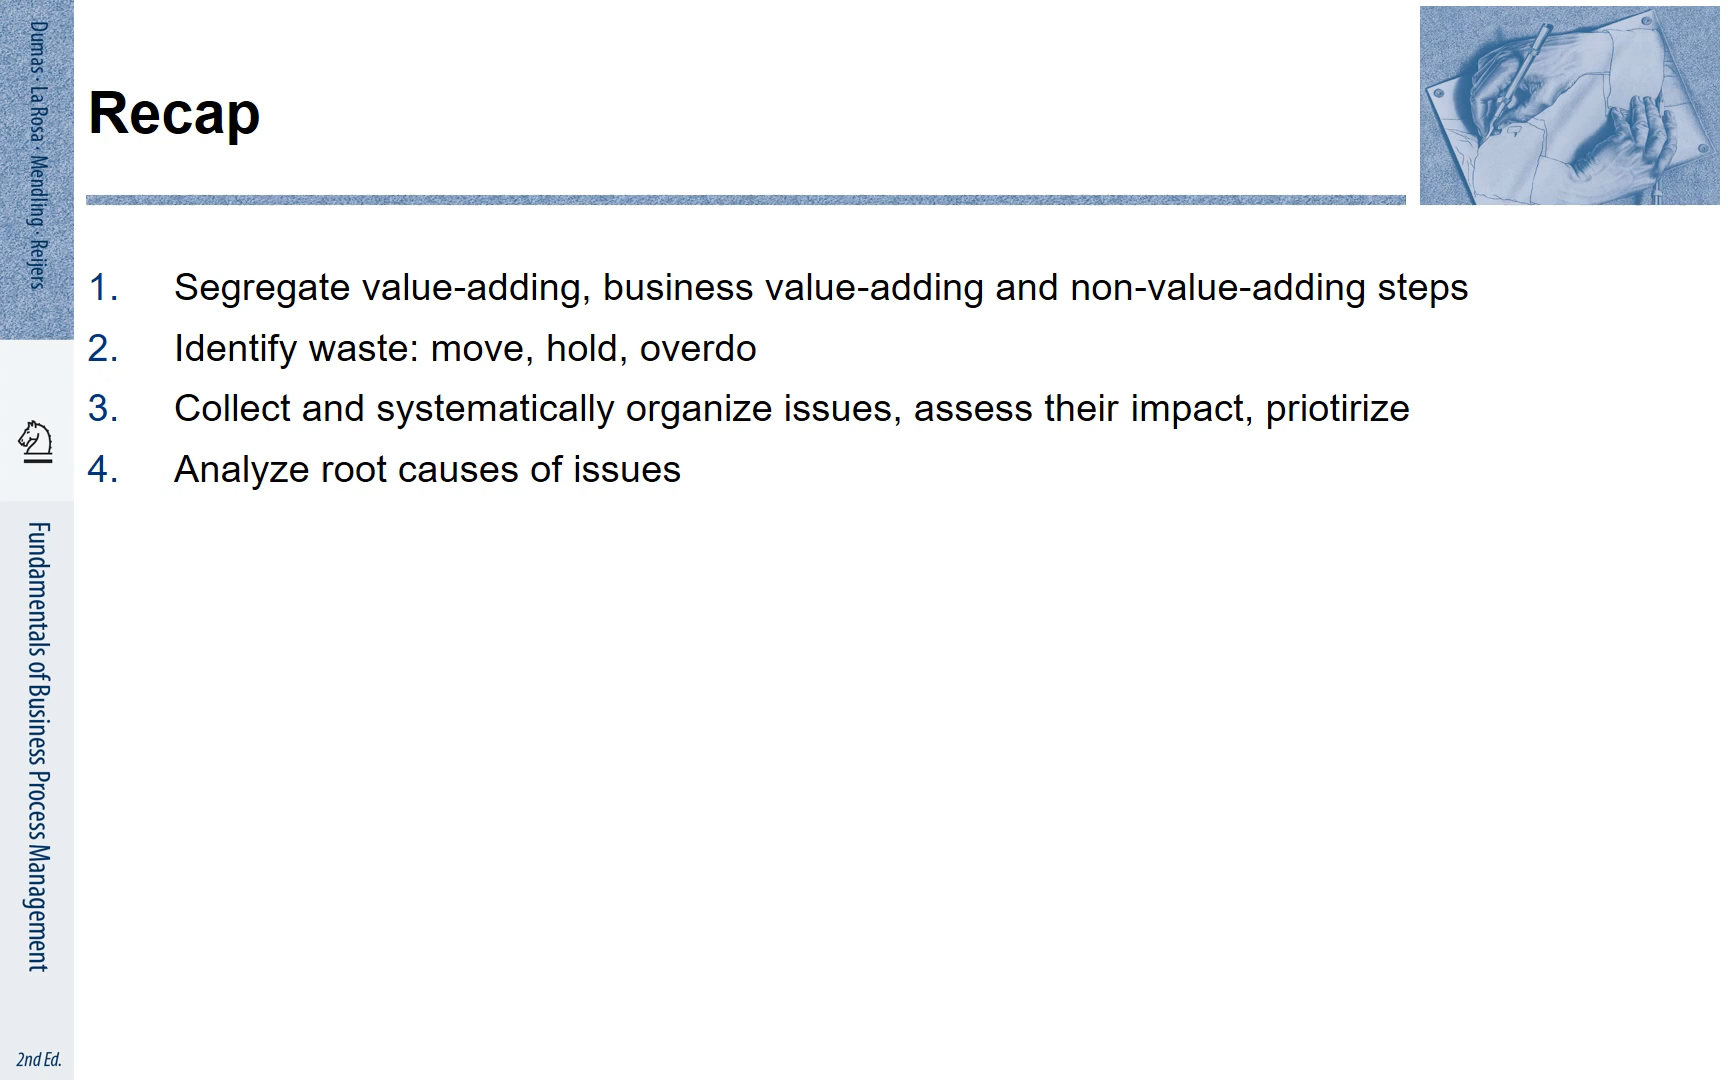 Dumas · La Rosa · Mendling · Reijers
Recap
1. Segregate value-adding, business value-adding and non-value-adding steps
2. Identify waste: move, hold, overdo
3. Collect and systematically organize issues, assess their impact, priotirize
4. Analyze root causes of issues
Fundamentals of Business Process Management
2nd Ed.